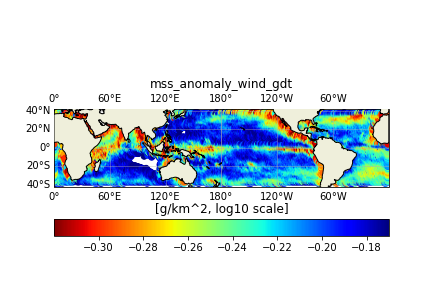 mss_anomaly_wind_gdt
0° 60°E 120°E 180° 120°W 60°W
40°N
20°N
0°
20°S
40°S
0° 60°E 120°E 180° 120°W 60°W
[g/km^2, log10 scale]
−0.30 −0.28 −0.26 −0.24 −0.22 −0.20 −0.18